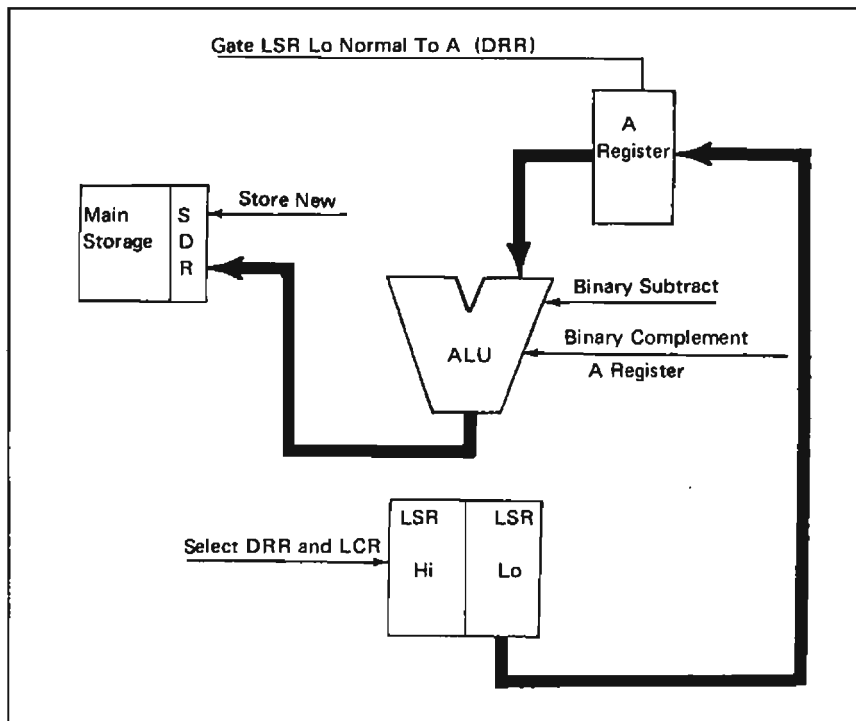 Gate LSR Lo Normal To A (DRR)
A
Register
Main
Storage
S
D
R
Store New
Binary Subtract
Binary Complement
A Register
ALU
LSR
Hi
LSR
Lo
Select DRR and LCR